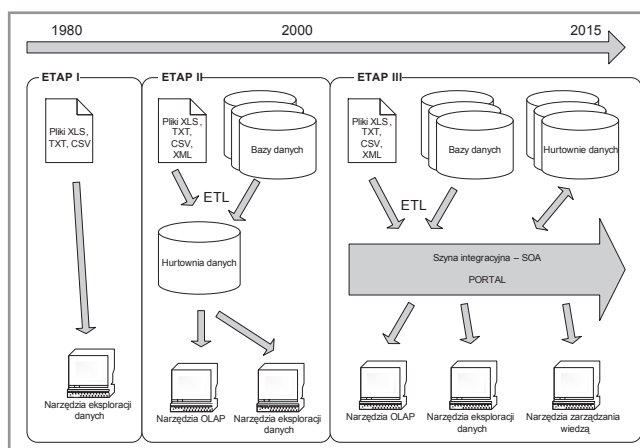 1980 2000 2015
ETAP I
Pliki XLS,
TXT, CSV
Narzędzia eksploracji
danych
ETAP II
Pliki XLS,
TXT,
CSV,
XML
Bazy danych
ETL
Hurtownia danych
Narzędzia OLAP
Narzędzia eksploracji
danych
ETAP III
Pliki XLS,
TXT,
CSV,
XML
Bazy danych
Hurtownie danych
ETL
Szyna integracyjna – SOA
PORTAL
Narzędzia OLAP
Narzędzia eksploracji
danych
Narzędzia zarządzania
wiedzą